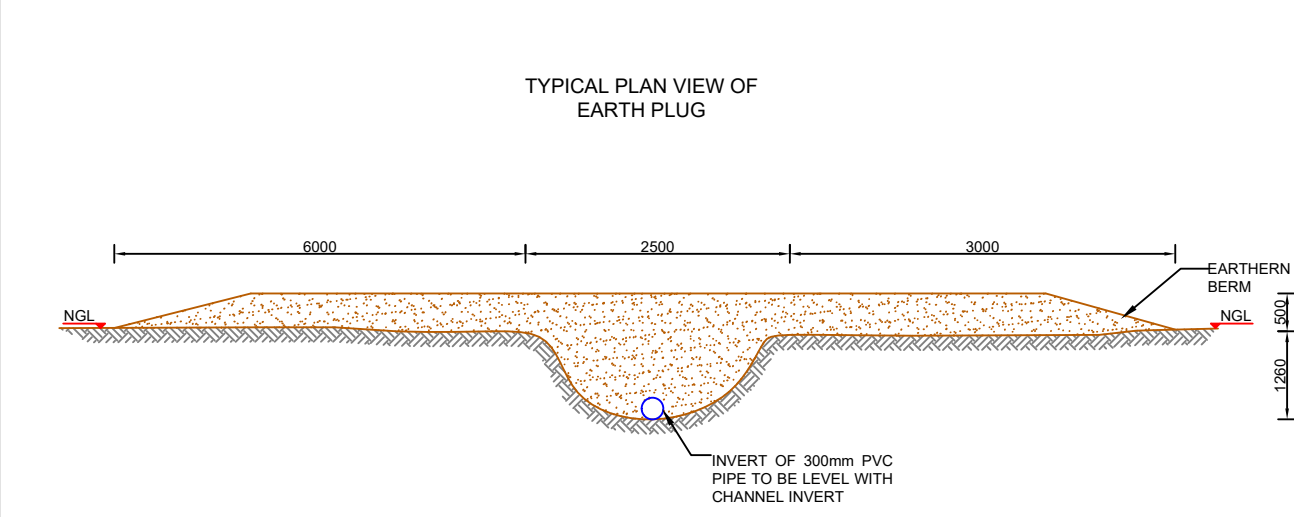 TYPICAL PLAN VIEW OF
EARTH PLUG
6000
2500
3000
EARTHERN
BERM
NGL
NGL
500
1260
INVERT OF 300mm PVC
PIPE TO BE LEVEL WITH
CHANNEL INVERT